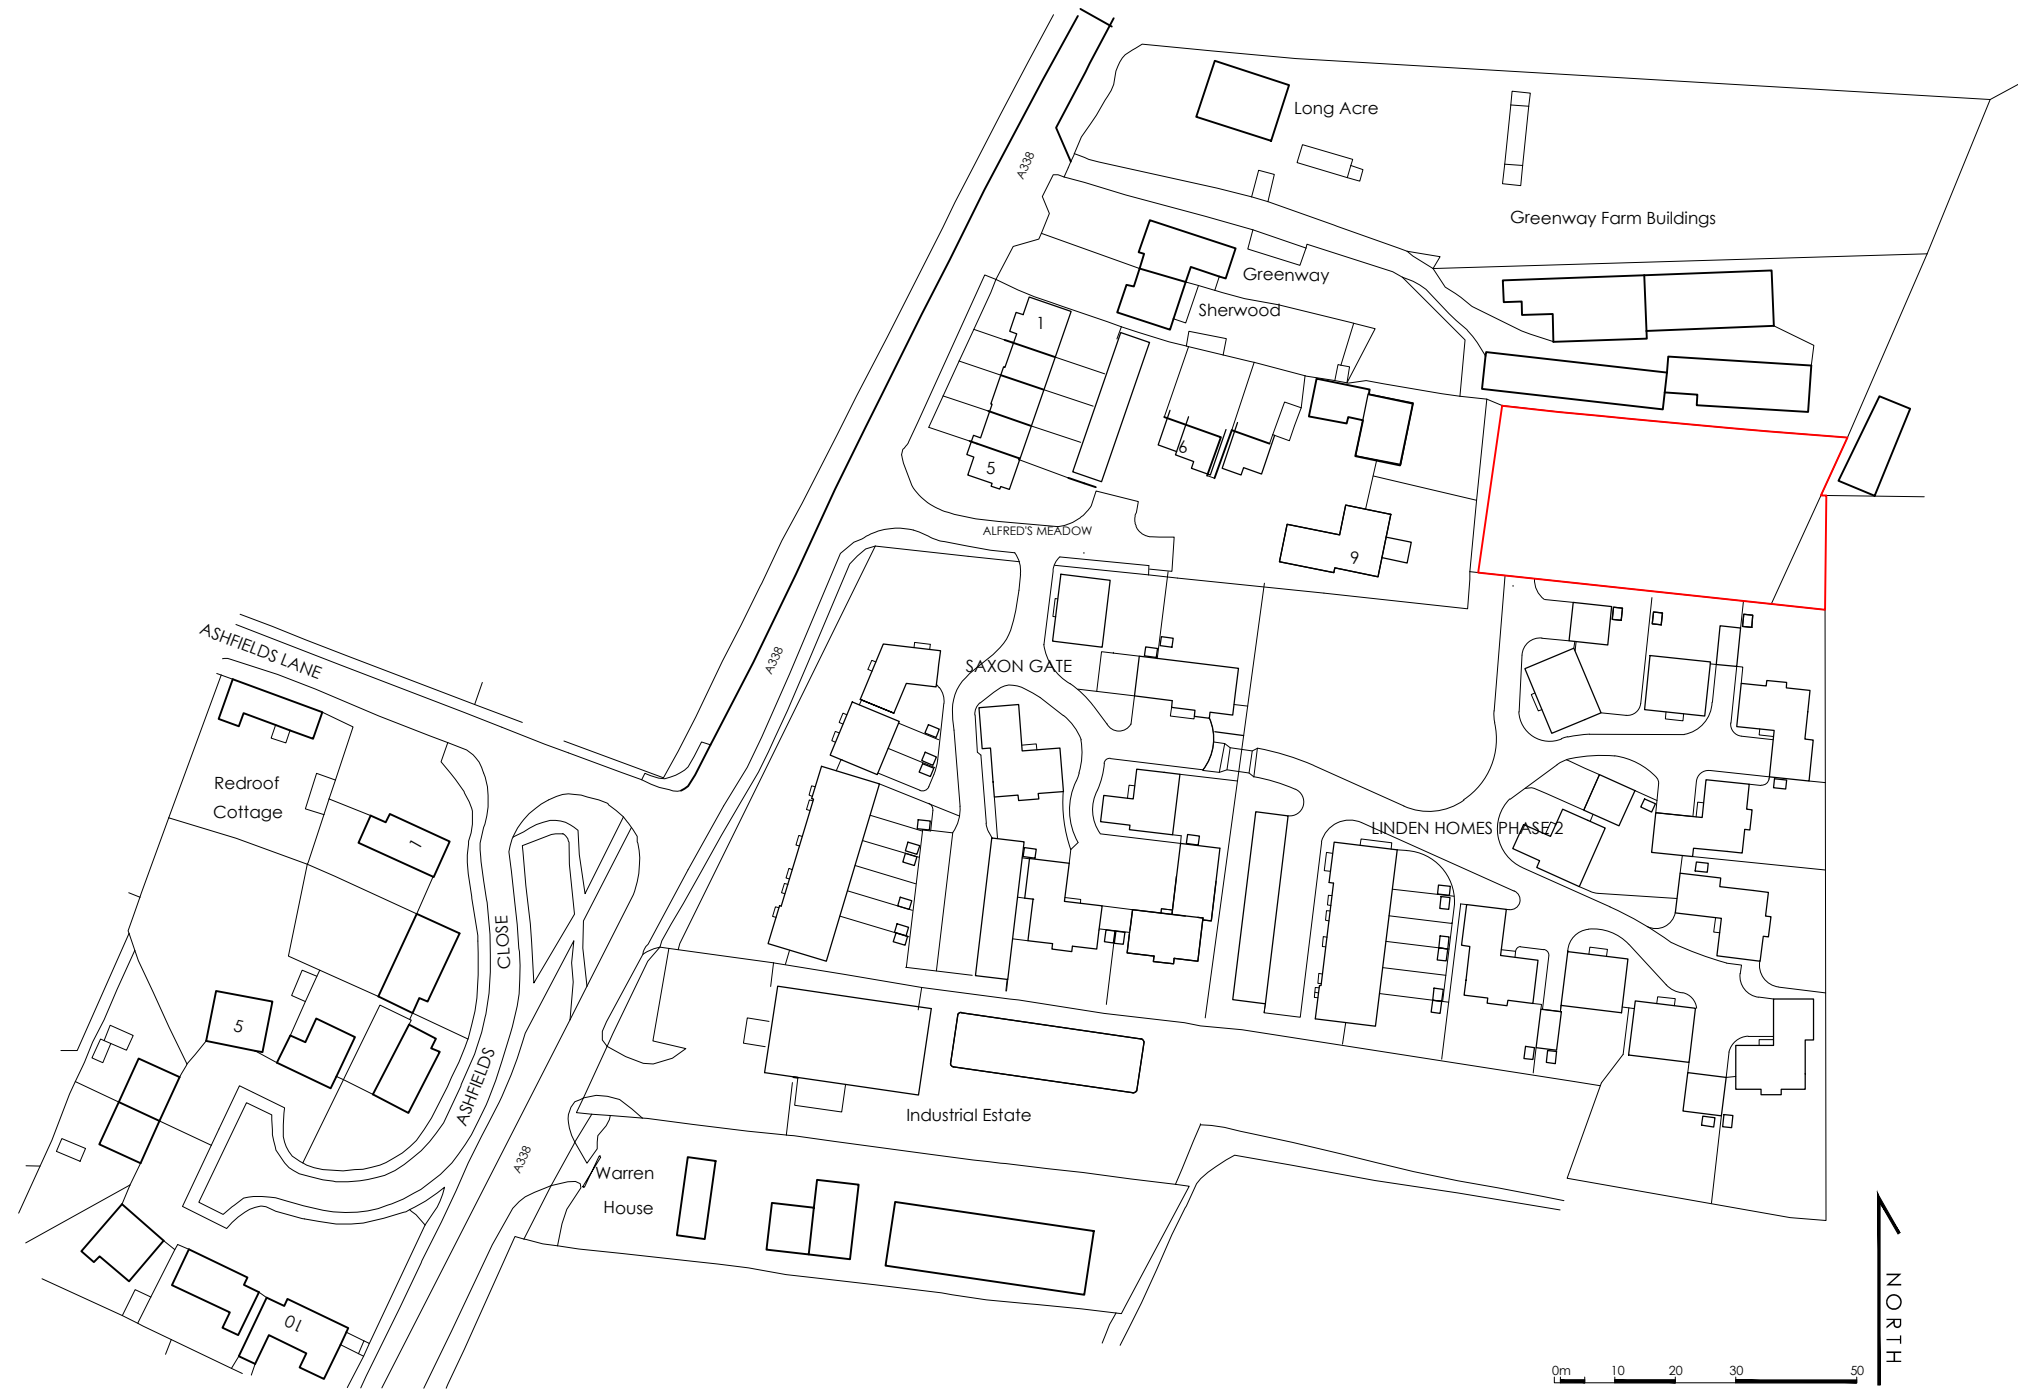 Long Acre
A338
Greenway Farm Buildings
Greenway
Sherwood
1
6
5
ALFRED'S MEADOW
9
ASHFIELDS LANE
A338
SAXON GATE
Redroof
Cottage
1
LINDEN HOMES PHASE 2
ASHFIELDS CLOSE
5
Industrial Estate
A338
Warren
House
10
NORTH
0m 10 20 30 50